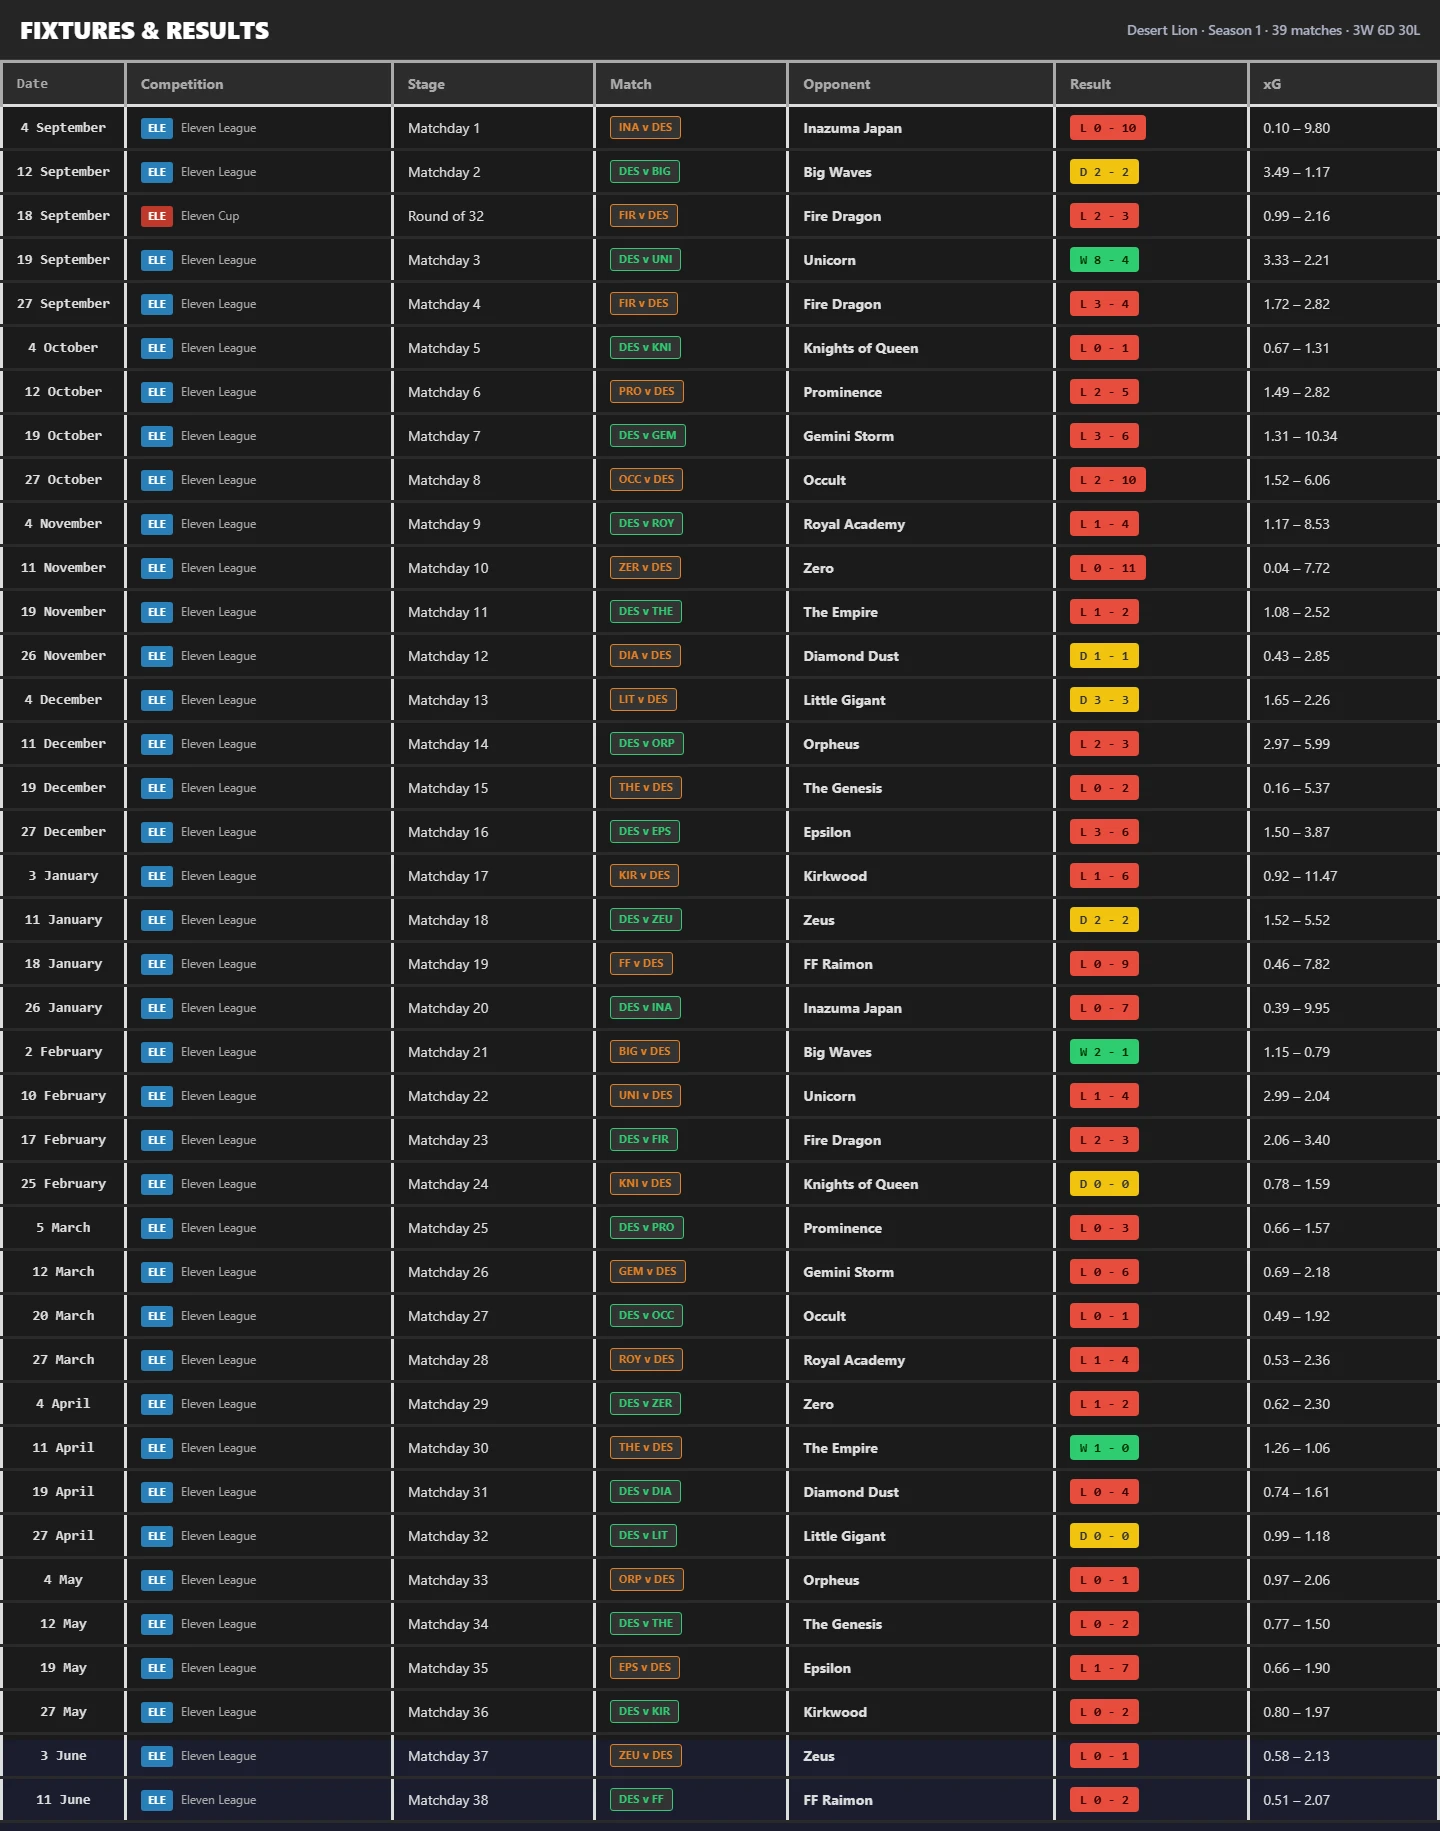 FIXTURES & RESULTS
Desert Lion · Season 1 · 39 matches · 3W 6D 30L
Date Competition Stage Match Opponent Result xG
4 September ELE Eleven League Matchday 1 INA v DES Inazuma Japan L 0 - 10 0.10 – 9.80
12 September ELE Eleven League Matchday 2 DES v BIG Big Waves D 2 - 2 3.49 – 1.17
18 September ELE Eleven Cup Round of 32 FIR v DES Fire Dragon L 2 - 3 0.99 – 2.16
19 September ELE Eleven League Matchday 3 DES v UNI Unicorn W 8 - 4 3.33 – 2.21
27 September ELE Eleven League Matchday 4 FIR v DES Fire Dragon L 3 - 4 1.72 – 2.82
4 October ELE Eleven League Matchday 5 DES v KNI Knights of Queen L 0 - 1 0.67 – 1.31
12 October ELE Eleven League Matchday 6 PRO v DES Prominence L 2 - 5 1.49 – 2.82
19 October ELE Eleven League Matchday 7 DES v GEM Gemini Storm L 3 - 6 1.31 – 10.34
27 October ELE Eleven League Matchday 8 OCC v DES Occult L 2 - 10 1.52 – 6.06
4 November ELE Eleven League Matchday 9 DES v ROY Royal Academy L 1 - 4 1.17 – 8.53
11 November ELE Eleven League Matchday 10 ZER v DES Zero L 0 - 11 0.04 – 7.72
19 November ELE Eleven League Matchday 11 DES v THE The Empire L 1 - 2 1.08 – 2.52
26 November ELE Eleven League Matchday 12 DIA v DES Diamond Dust D 1 - 1 0.43 – 2.85
4 December ELE Eleven League Matchday 13 LIT v DES Little Gigant D 3 - 3 1.65 – 2.26
11 December ELE Eleven League Matchday 14 DES v ORP Orpheus L 2 - 3 2.97 – 5.99
19 December ELE Eleven League Matchday 15 THE v DES The Genesis L 0 - 2 0.16 – 5.37
27 December ELE Eleven League Matchday 16 DES v EPS Epsilon L 3 - 6 1.50 – 3.87
3 January ELE Eleven League Matchday 17 KIR v DES Kirkwood L 1 - 6 0.92 – 11.47
11 January ELE Eleven League Matchday 18 DES v ZEU Zeus D 2 - 2 1.52 – 5.52
18 January ELE Eleven League Matchday 19 FF v DES FF Raimon L 0 - 9 0.46 – 7.82
26 January ELE Eleven League Matchday 20 DES v INA Inazuma Japan L 0 - 7 0.39 – 9.95
2 February ELE Eleven League Matchday 21 BIG v DES Big Waves W 2 - 1 1.15 – 0.79
10 February ELE Eleven League Matchday 22 UNI v DES Unicorn L 1 - 4 2.99 – 2.04
17 February ELE Eleven League Matchday 23 DES v FIR Fire Dragon L 2 - 3 2.06 – 3.40
25 February ELE Eleven League Matchday 24 KNI v DES Knights of Queen D 0 - 0 0.78 – 1.59
5 March ELE Eleven League Matchday 25 DES v PRO Prominence L 0 - 3 0.66 – 1.57
12 March ELE Eleven League Matchday 26 GEM v DES Gemini Storm L 0 - 6 0.69 – 2.18
20 March ELE Eleven League Matchday 27 DES v OCC Occult L 0 - 1 0.49 – 1.92
27 March ELE Eleven League Matchday 28 ROY v DES Royal Academy L 1 - 4 0.53 – 2.36
4 April ELE Eleven League Matchday 29 DES v ZER Zero L 1 - 2 0.62 – 2.30
11 April ELE Eleven League Matchday 30 THE v DES The Empire W 1 - 0 1.26 – 1.06
19 April ELE Eleven League Matchday 31 DES v DIA Diamond Dust L 0 - 4 0.74 – 1.61
27 April ELE Eleven League Matchday 32 DES v LIT Little Gigant D 0 - 0 0.99 – 1.18
4 May ELE Eleven League Matchday 33 ORP v DES Orpheus L 0 - 1 0.97 – 2.06
12 May ELE Eleven League Matchday 34 DES v THE The Genesis L 0 - 2 0.77 – 1.50
19 May ELE Eleven League Matchday 35 EPS v DES Epsilon L 1 - 7 0.66 – 1.90
27 May ELE Eleven League Matchday 36 DES v KIR Kirkwood L 0 - 2 0.80 – 1.97
3 June ELE Eleven League Matchday 37 ZEU v DES Zeus L 0 - 1 0.58 – 2.13
11 June ELE Eleven League Matchday 38 DES v FF FF Raimon L 0 - 2 0.51 – 2.07